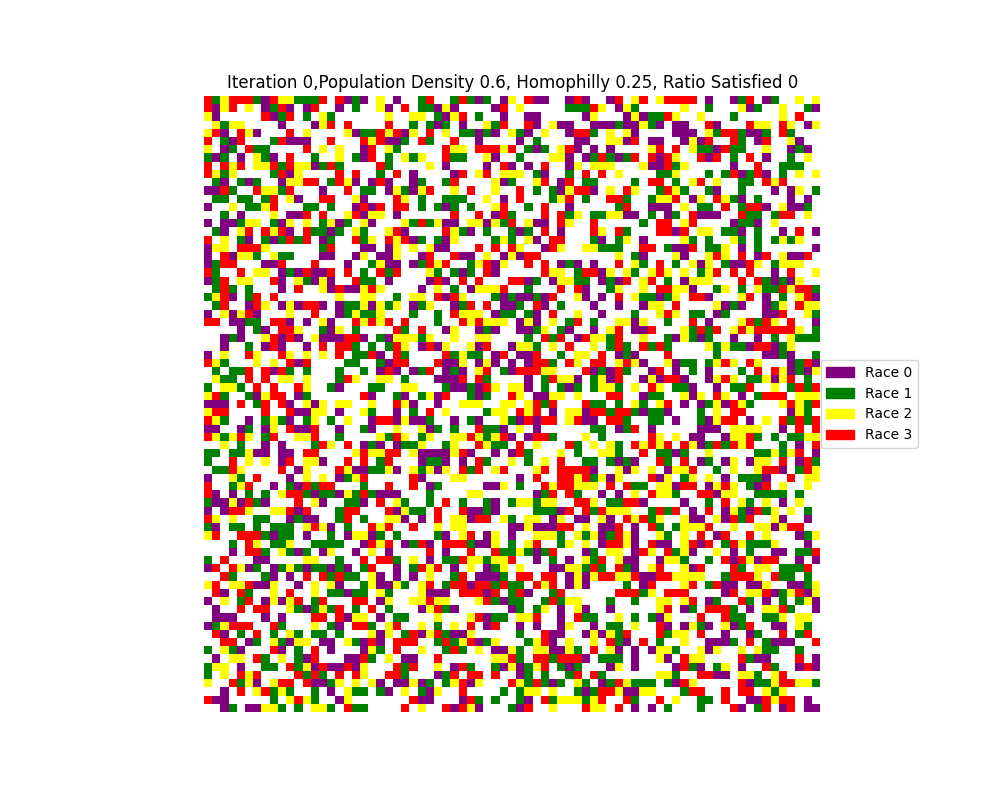 Iteration 0,Population Density 0.6, Homophilly 0.25, Ratio Satisfied 0
Race 0
Race 1
Race 2
Race 3